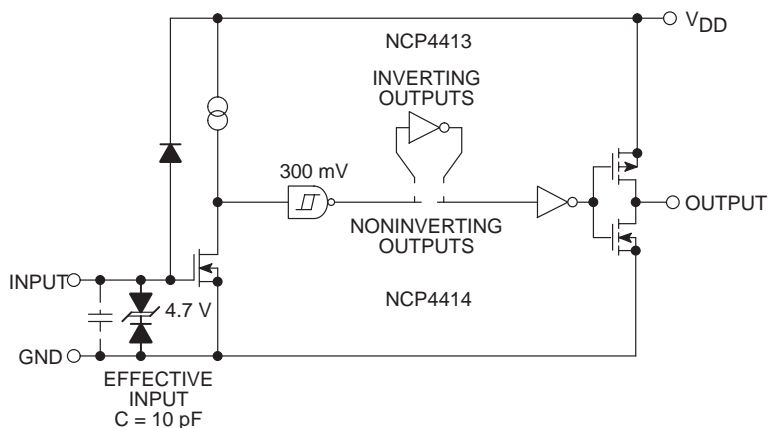 V_DD
NCP4413
INVERTING
OUTPUTS
300 mV
OUTPUT
NONINVERTING
OUTPUTS
INPUT
4.7 V
NCP4414
GND
EFFECTIVE
INPUT
C = 10 pF